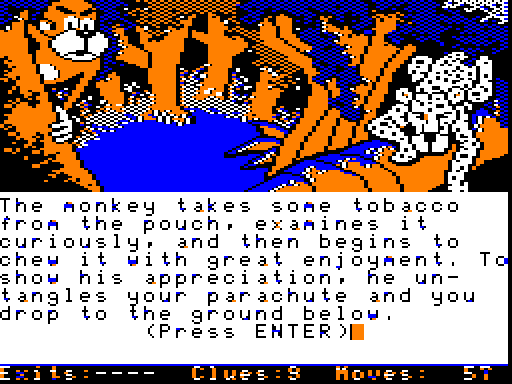 The monkey takes some tobacco
from the pouch, examines it
curiously, and then begins to
chew it with great enjoyment. To
show his appreciation, he un-
tangles your parachute and you
drop to the ground below.
(Press ENTER)
Exits:---- Clues:9 Moves: 57